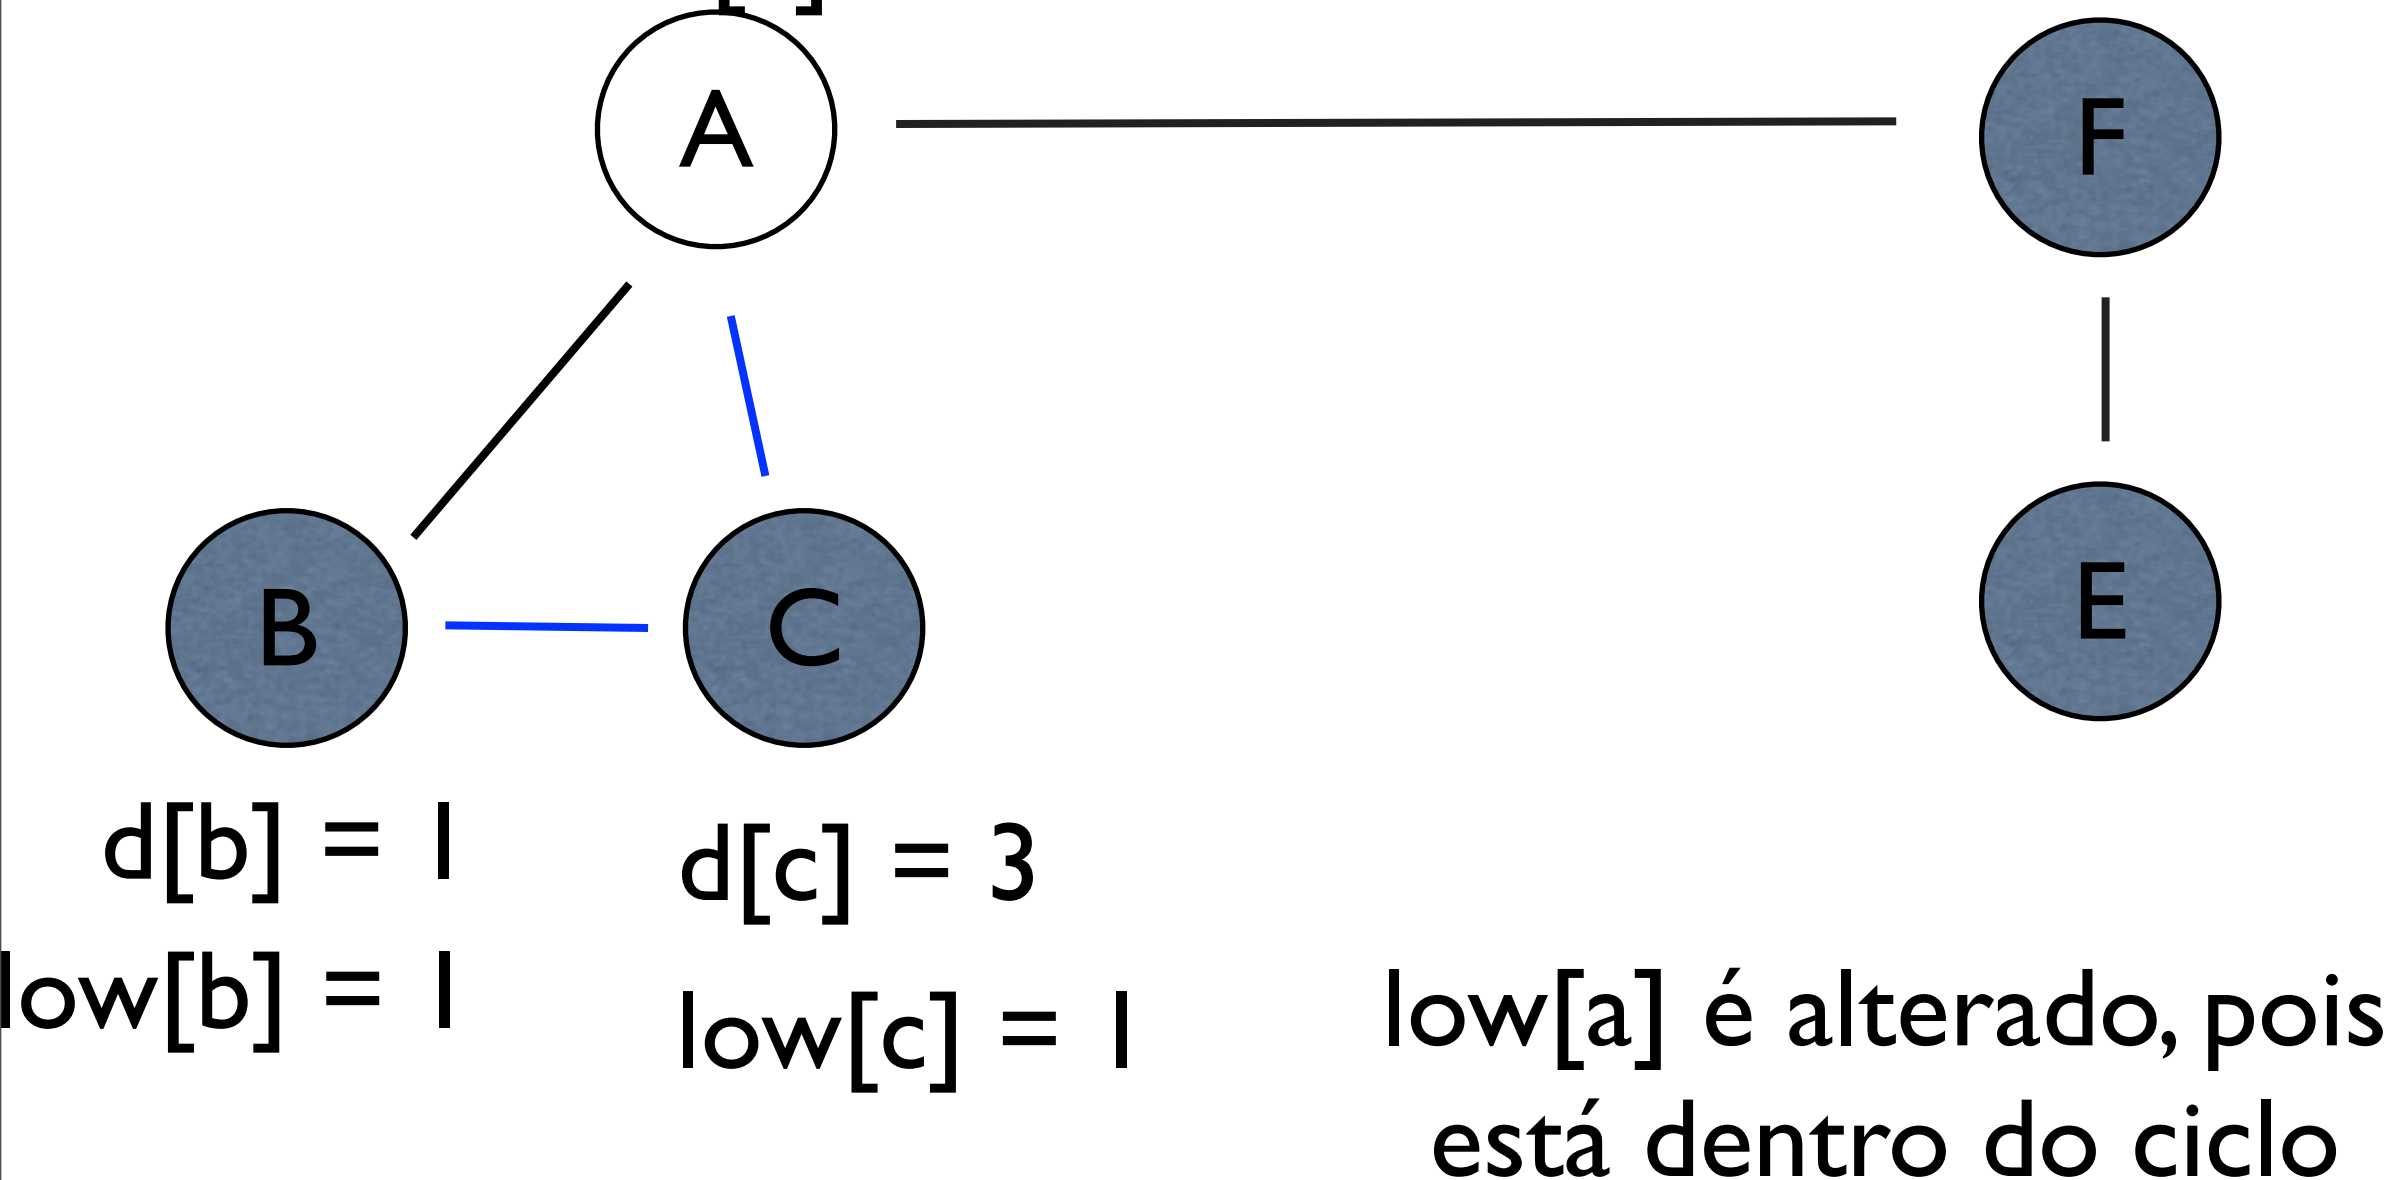 A
F
B
C
E
d[b] = 1
d[c] = 3
low[b] = 1
low[c] = 1
low[a] é alterado, pois
está dentro do ciclo